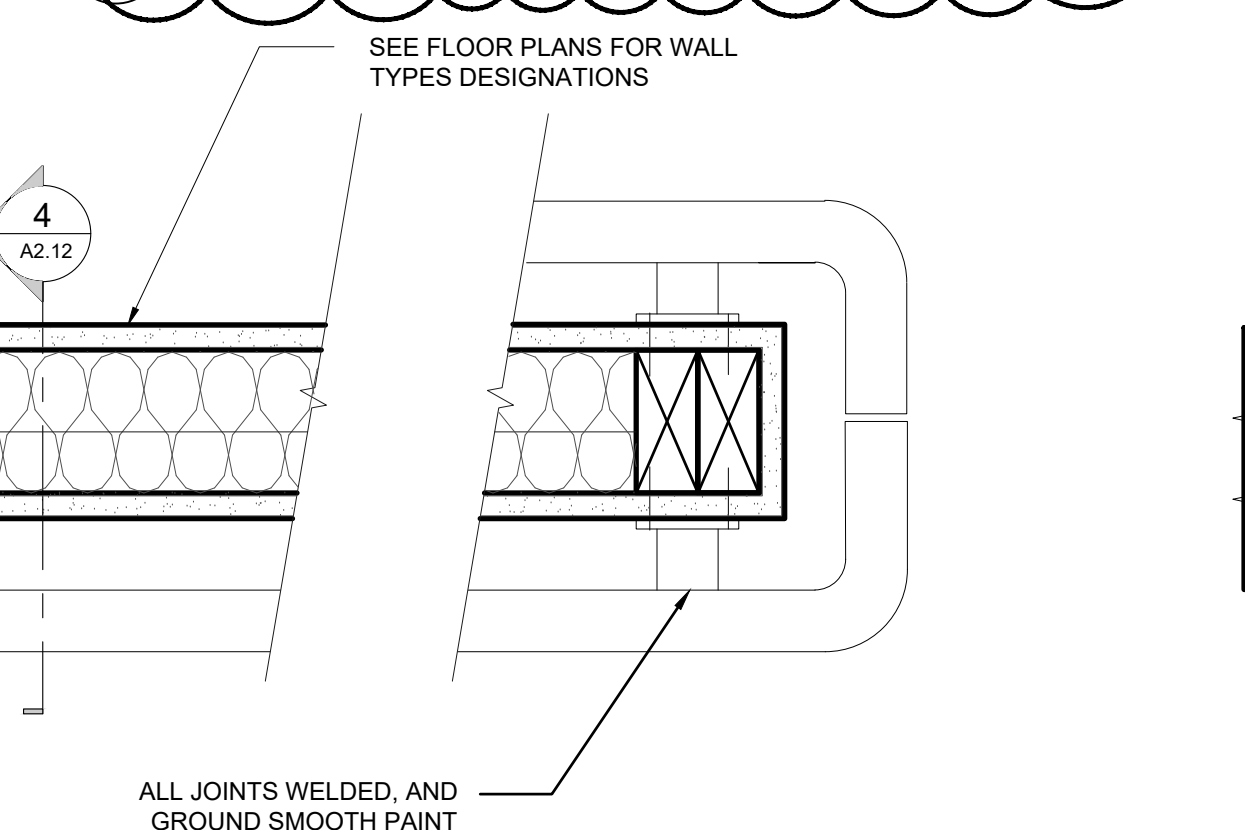 SEE FLOOR PLANS FOR WALL
TYPES DESIGNATIONS
4
A2.12
ALL JOINTS WELDED, AND
GROUND SMOOTH PAINT